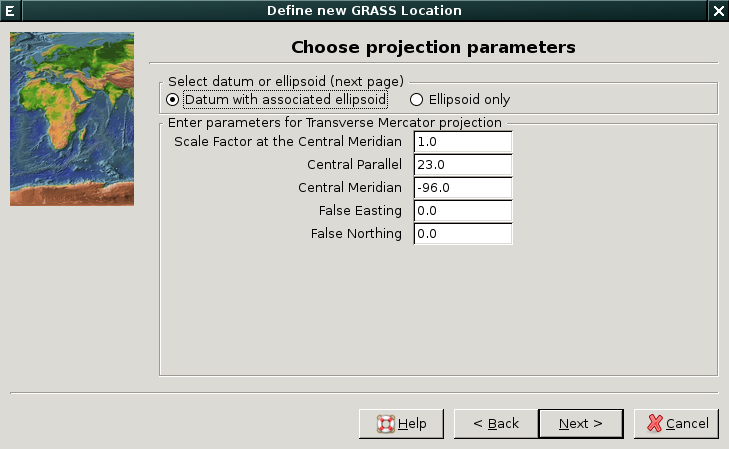 E Define new GRASS Location X
Choose projection parameters
Select datum or ellipsoid (next page)
Datum with associated ellipsoid Ellipsoid only
Enter parameters for Transverse Mercator projection
Scale Factor at the Central Meridian 1.0
Central Parallel 23.0
Central Meridian -96.0
False Easting 0.0
False Northing 0.0
Help < Back Next > Cancel